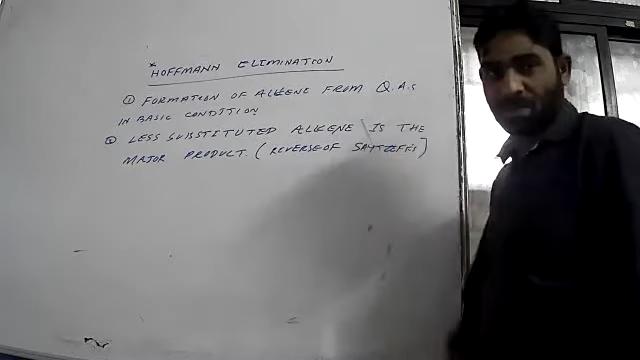 * HOFFMANN ELIMINATION
① FORMATION OF ALKENE FROM Q.A.S
IN BASIC CONDITION
② LESS SUBSTITUTED ALKENE IS THE
MAJOR PRODUCT. (REVERSE OF SAYTZEFFS)